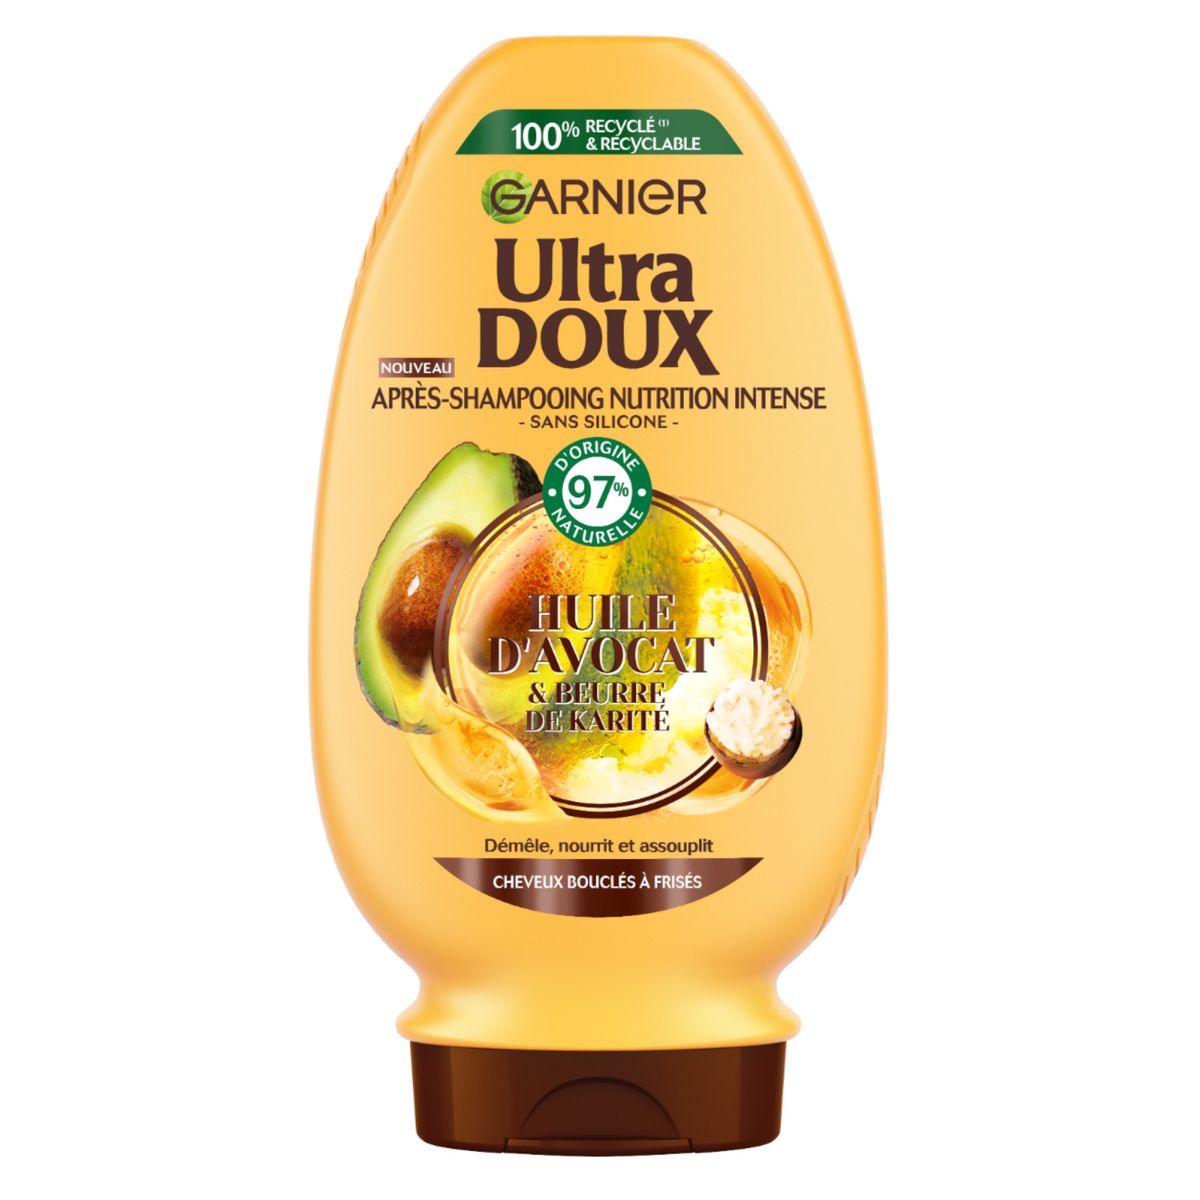 100% RECYCLÉ (1)
& RECYCLABLE
GARNIER
Ultra
DOUX
NOUVEAU
APRÈS-SHAMPOOING NUTRITION INTENSE
- SANS SILICONE -
D'ORIGINE
97%
NATURELLE
HUILE
D'AVOCAT
& BEURRE
DE KARITÉ
Démêle, nourrit et assouplit
CHEVEUX BOUCLÉS À FRISÉS